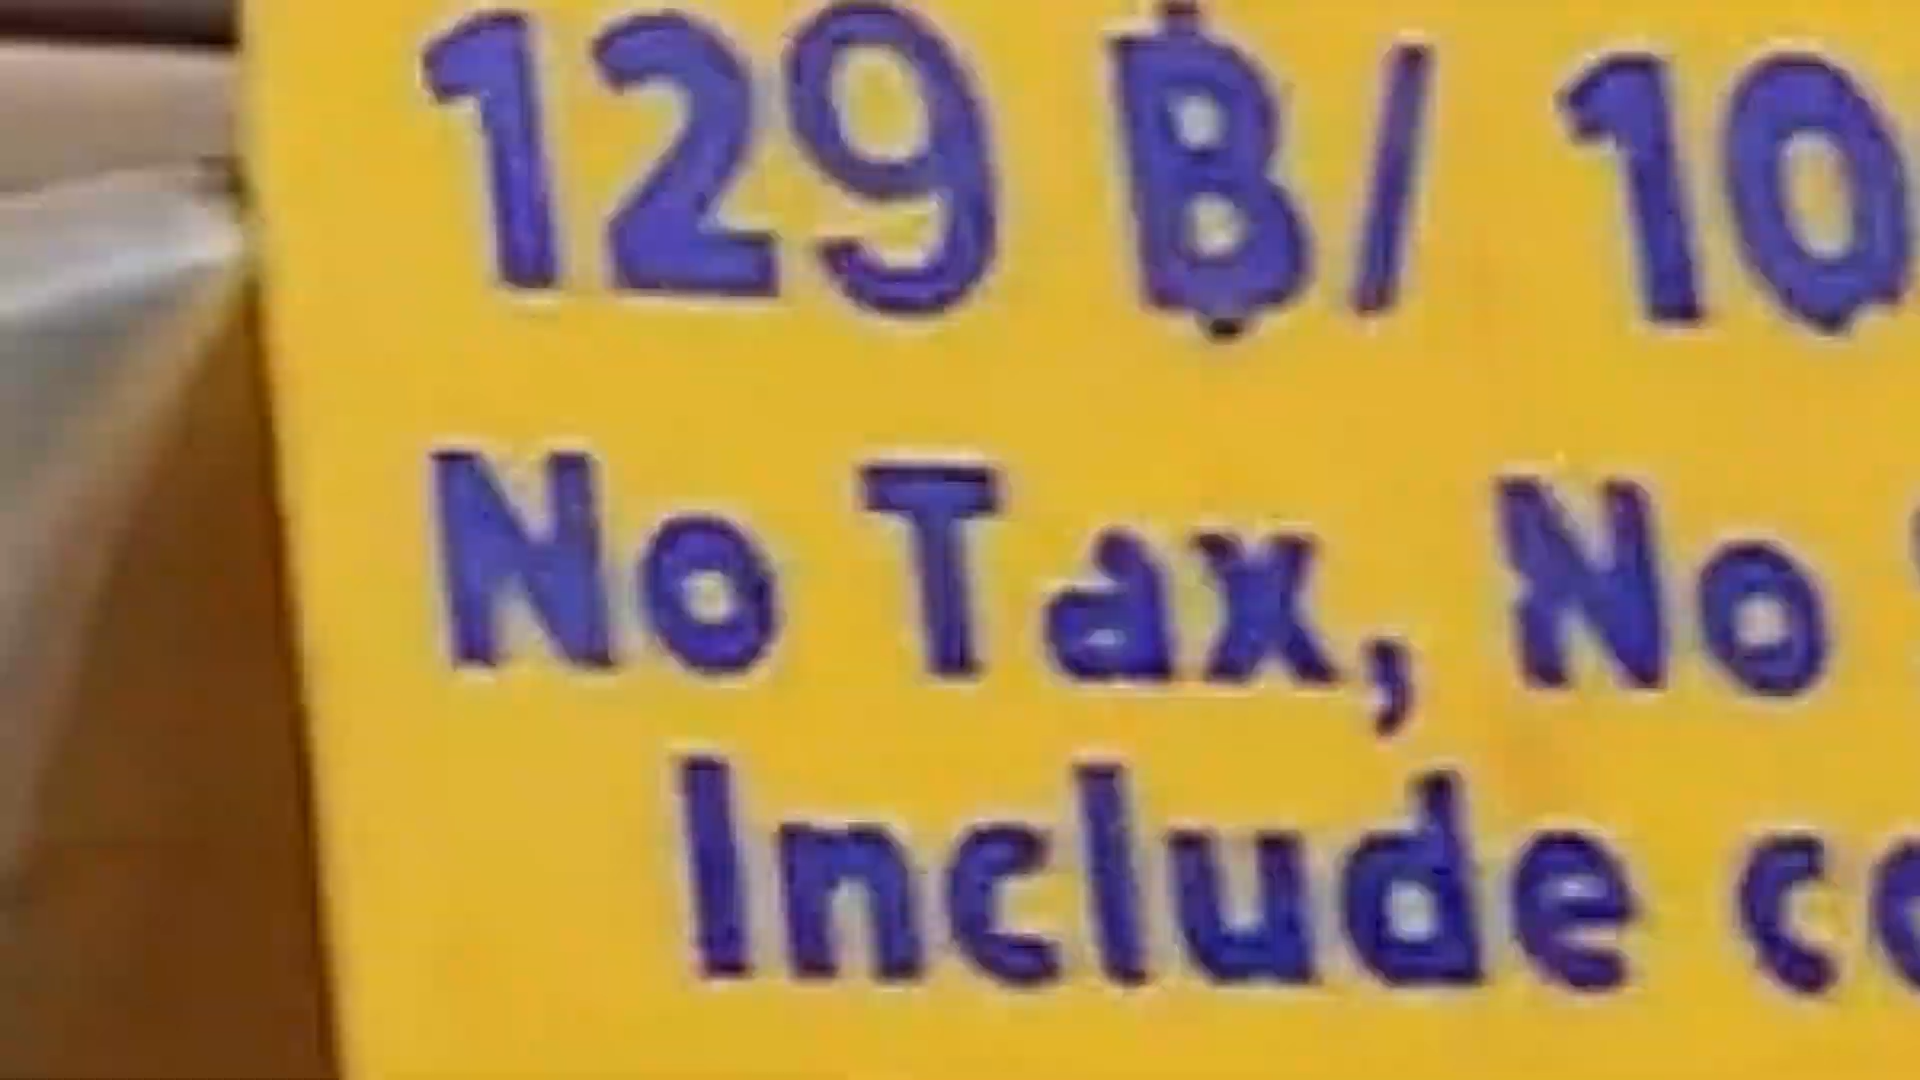 129 ฿/ 10
No Tax, No
Include